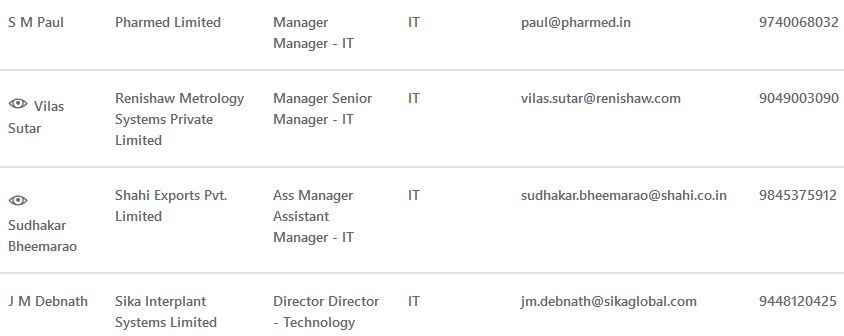 S M Paul Pharmed Limited Manager IT paul@pharmed.in 9740068032
Manager - IT
Vilas Renishaw Metrology Manager Senior IT vilas.sutar@renishaw.com 9049003090
Sutar Systems Private Manager - IT
Limited
Shahi Exports Pvt. Ass Manager IT sudhakar.bheemarao@shahi.co.in 9845375912
Sudhakar Limited Assistant
Bheemarao Manager - IT
J M Debnath Sika Interplant Director Director IT jm.debnath@sikaglobal.com 9448120425
Systems Limited - Technology